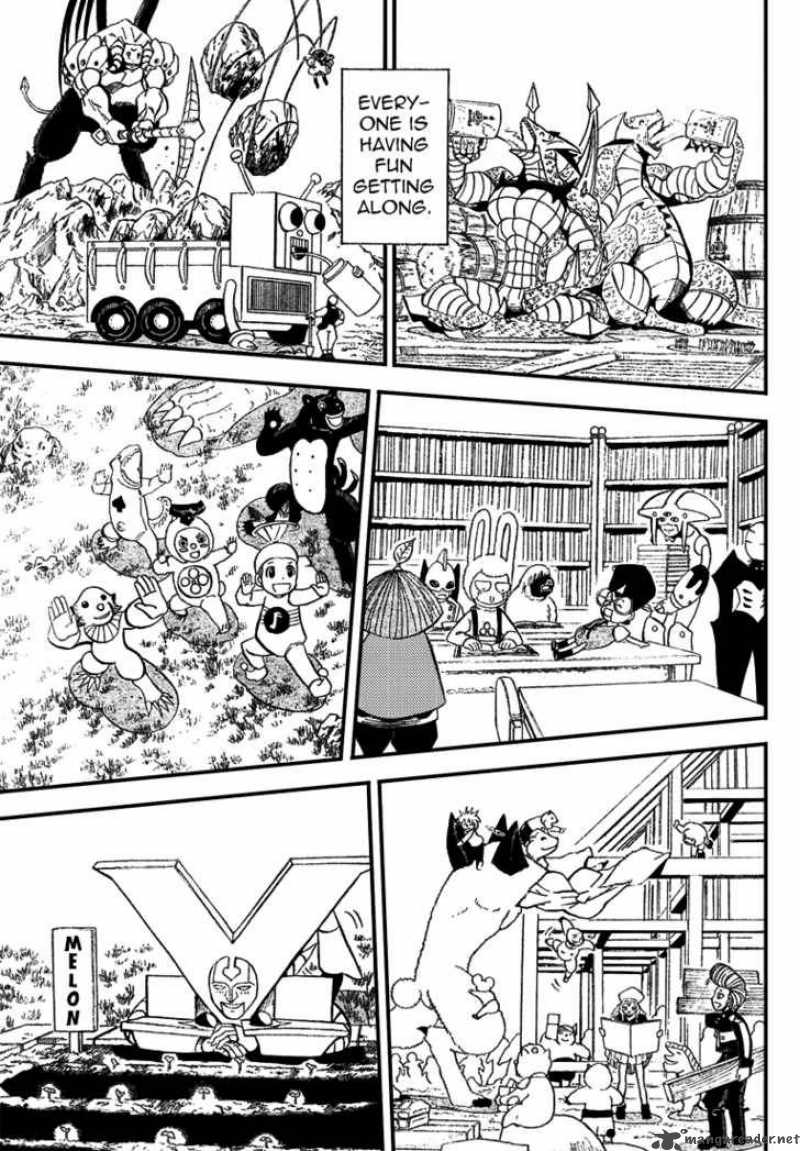 EVERY-
ONE IS
HAVING
FUN
GETTING
ALONG.
MELON
mangareader.net